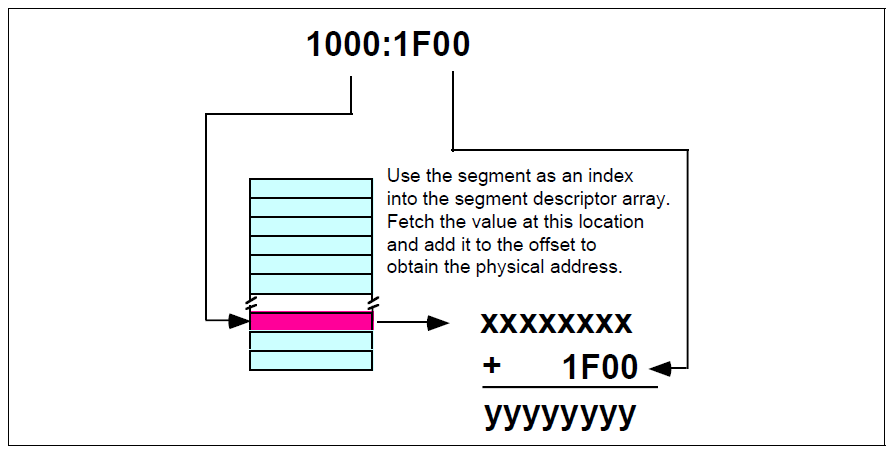 1000:1F00
Use the segment as an index
into the segment descriptor array.
Fetch the value at this location
and add it to the offset to
obtain the physical address.
xxxxxxxx
+ 1F00
yyyyyyyy